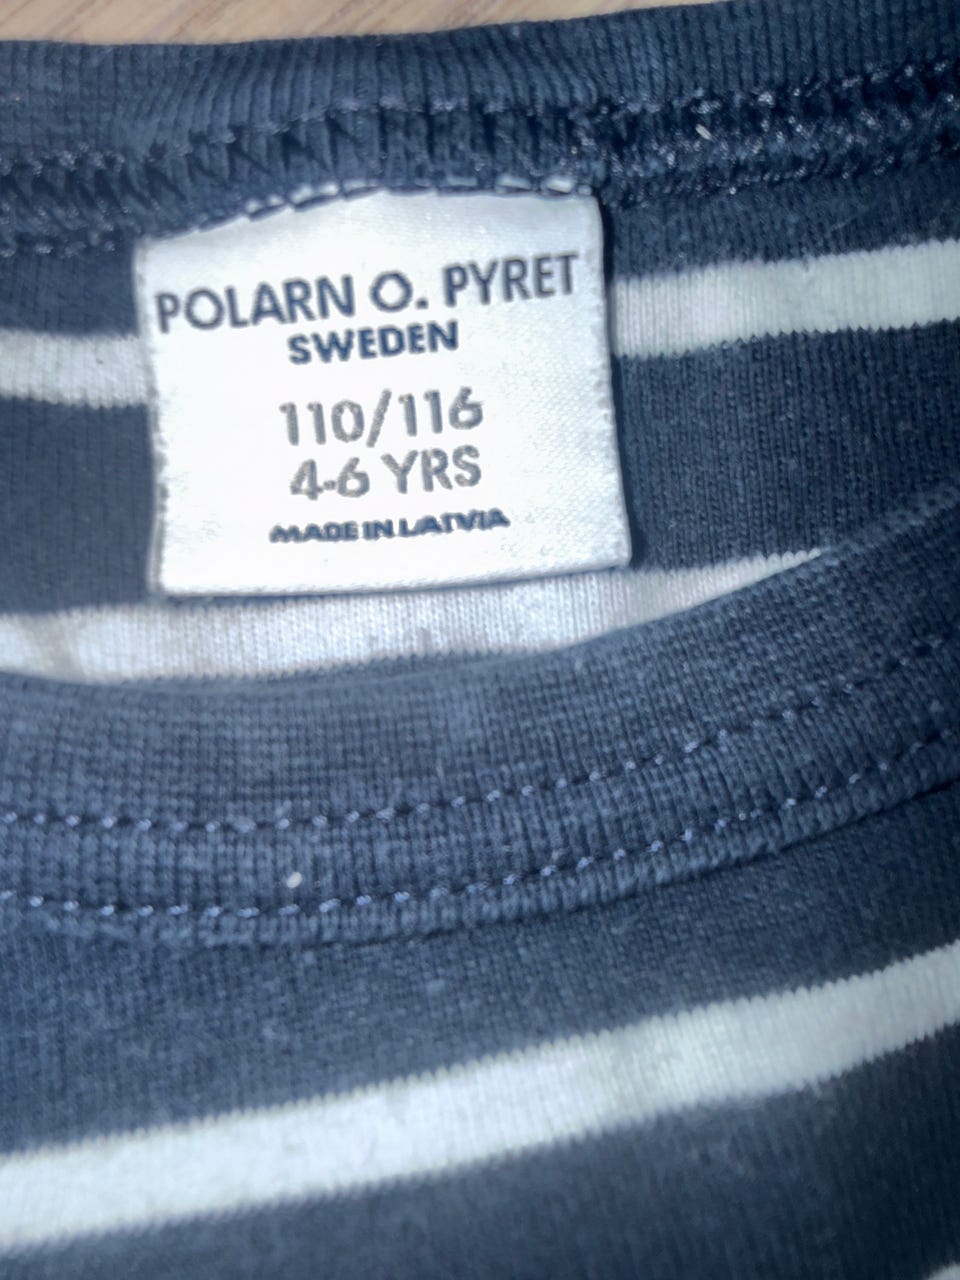 POLARN O. PYRET
SWEDEN
110/116
4-6 YRS
MADE IN LATVIA